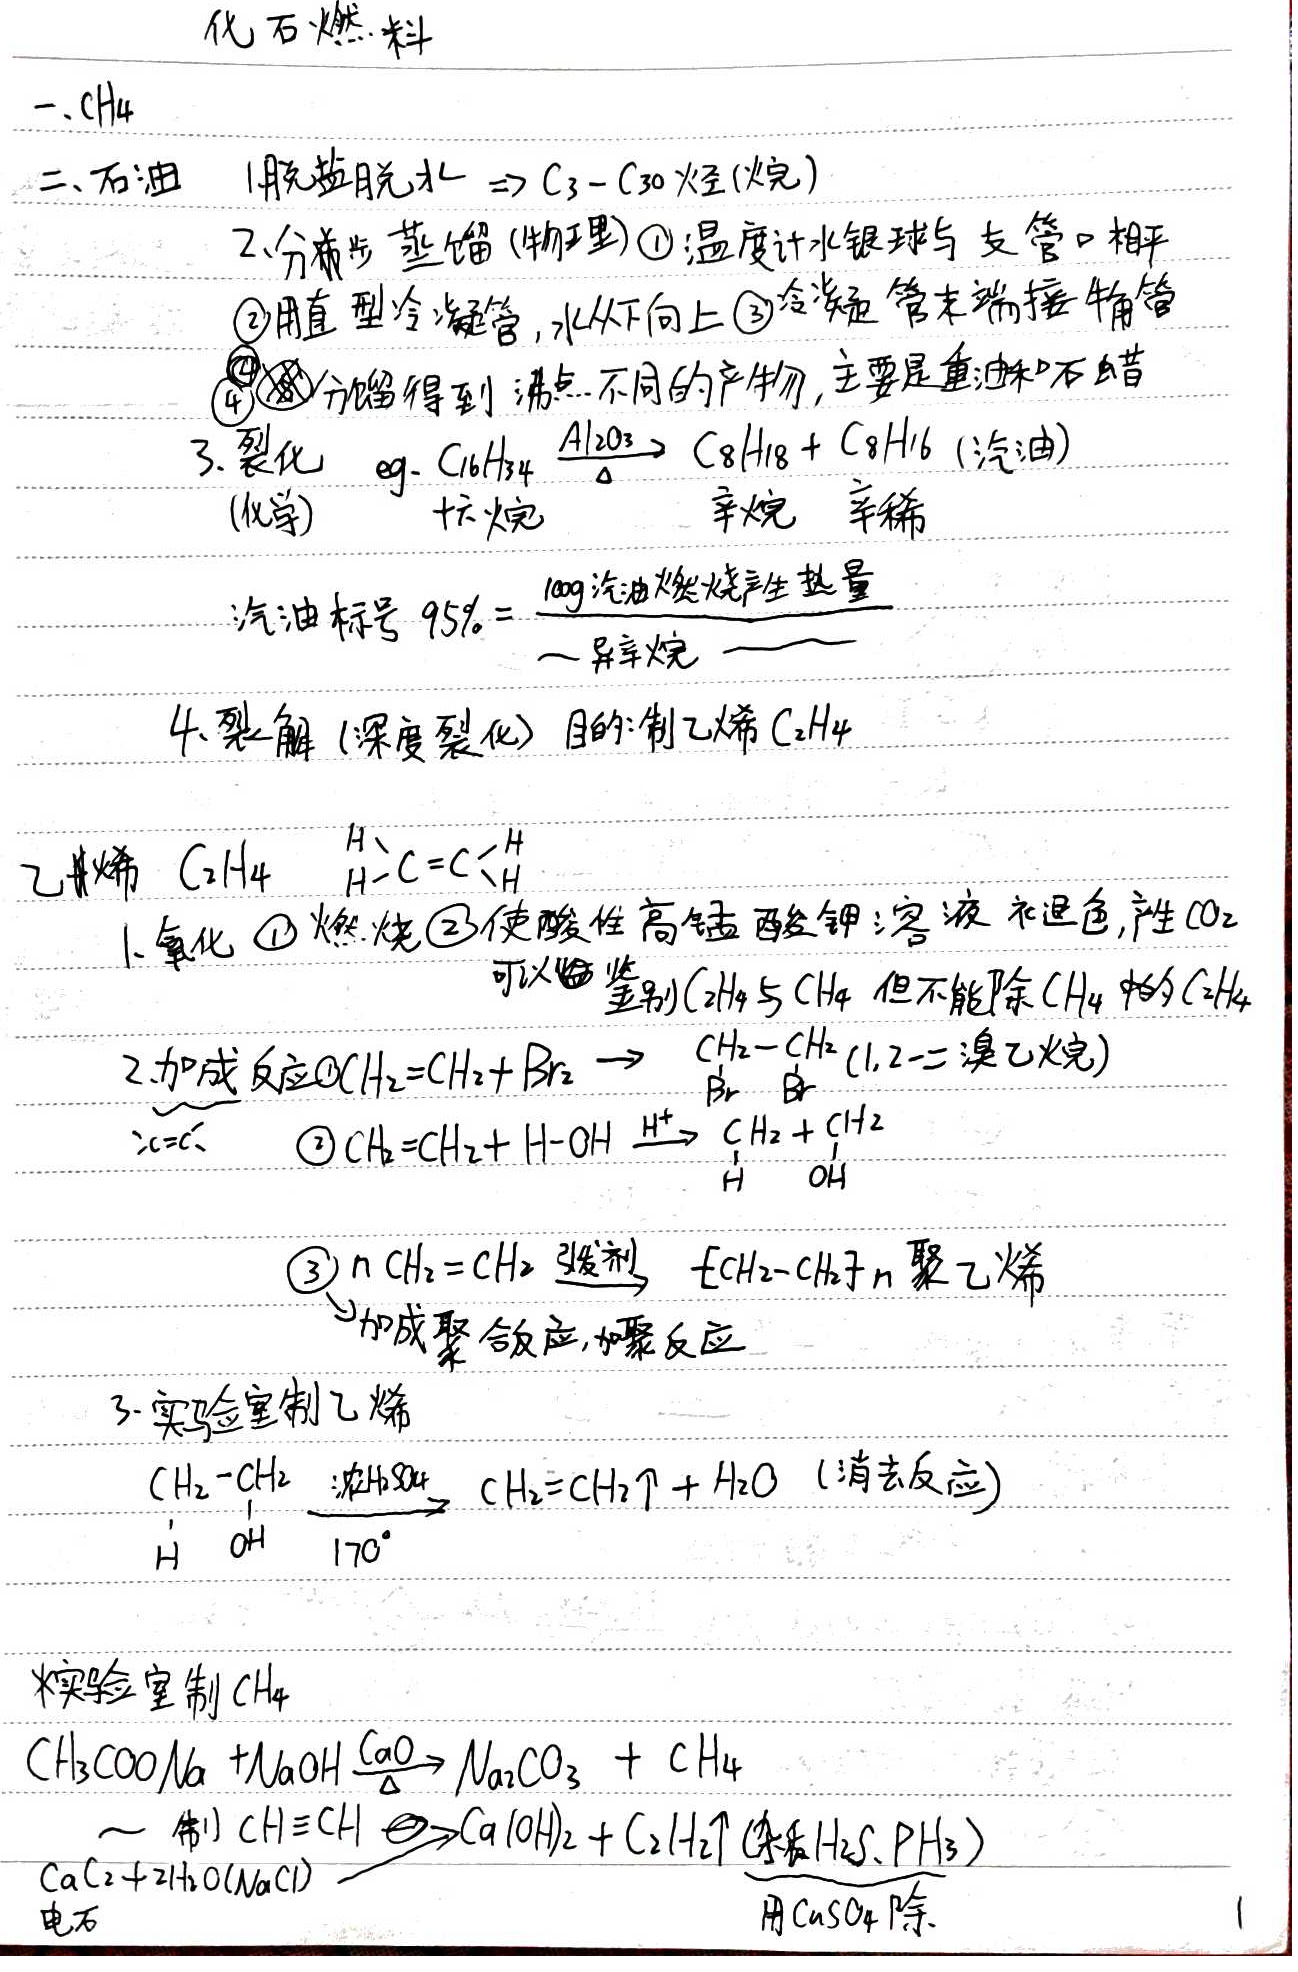 化石燃料
一、CH4
二、石油 1.脱盐脱水 => C3-C30 烃(烷)
2.分步 蒸馏(物理)①温度计水银球与支管口相平
②用直型冷凝管,水从下向上③冷凝管末端接牛角管
④分馏得到沸点不同的产物,主要是重油和石蜡
3.裂化 eg. C16H34 Al2O3→△ C8H18 + C8H16 (汽油)
(化学) 十六烷 辛烷 辛稀
汽油标号 95% = 100g汽油燃烧产生热量
~异辛烷 ~
4、裂解(深度裂化) 目的:制乙烯 C2H4
乙烯 C2H4 H H C=C H H
1.氧化 ①燃烧②使酸性高锰酸钾溶液褪色,产生CO2
可以鉴别C2H4与CH4 但不能除CH4中的C2H4
2.加成反应①CH2=CH2+Br2 → CH2-CH2 (1,2-二溴乙烷)
Br Br
C=C ②CH2=CH2+H-OH H+→ CH2+CH2
H OH
③ n CH2=CH2 引发剂→ -[CH2-CH2]-n 聚乙烯
↘加成聚合反应,加聚反应
3.实验室制乙烯
CH2-CH2 浓H2SO4→ CH2=CH2↑ + H2O (消去反应)
H OH 170°
*实验室制CH4
CH3COONa+NaOH CaO→△ Na2CO3 + CH4
~ 制 CH≡CH → Ca(OH)2 + C2H2↑ (杂质H2S、PH3)
CaC2+2H2O(NaCl)
电石 用CuSO4除.
1